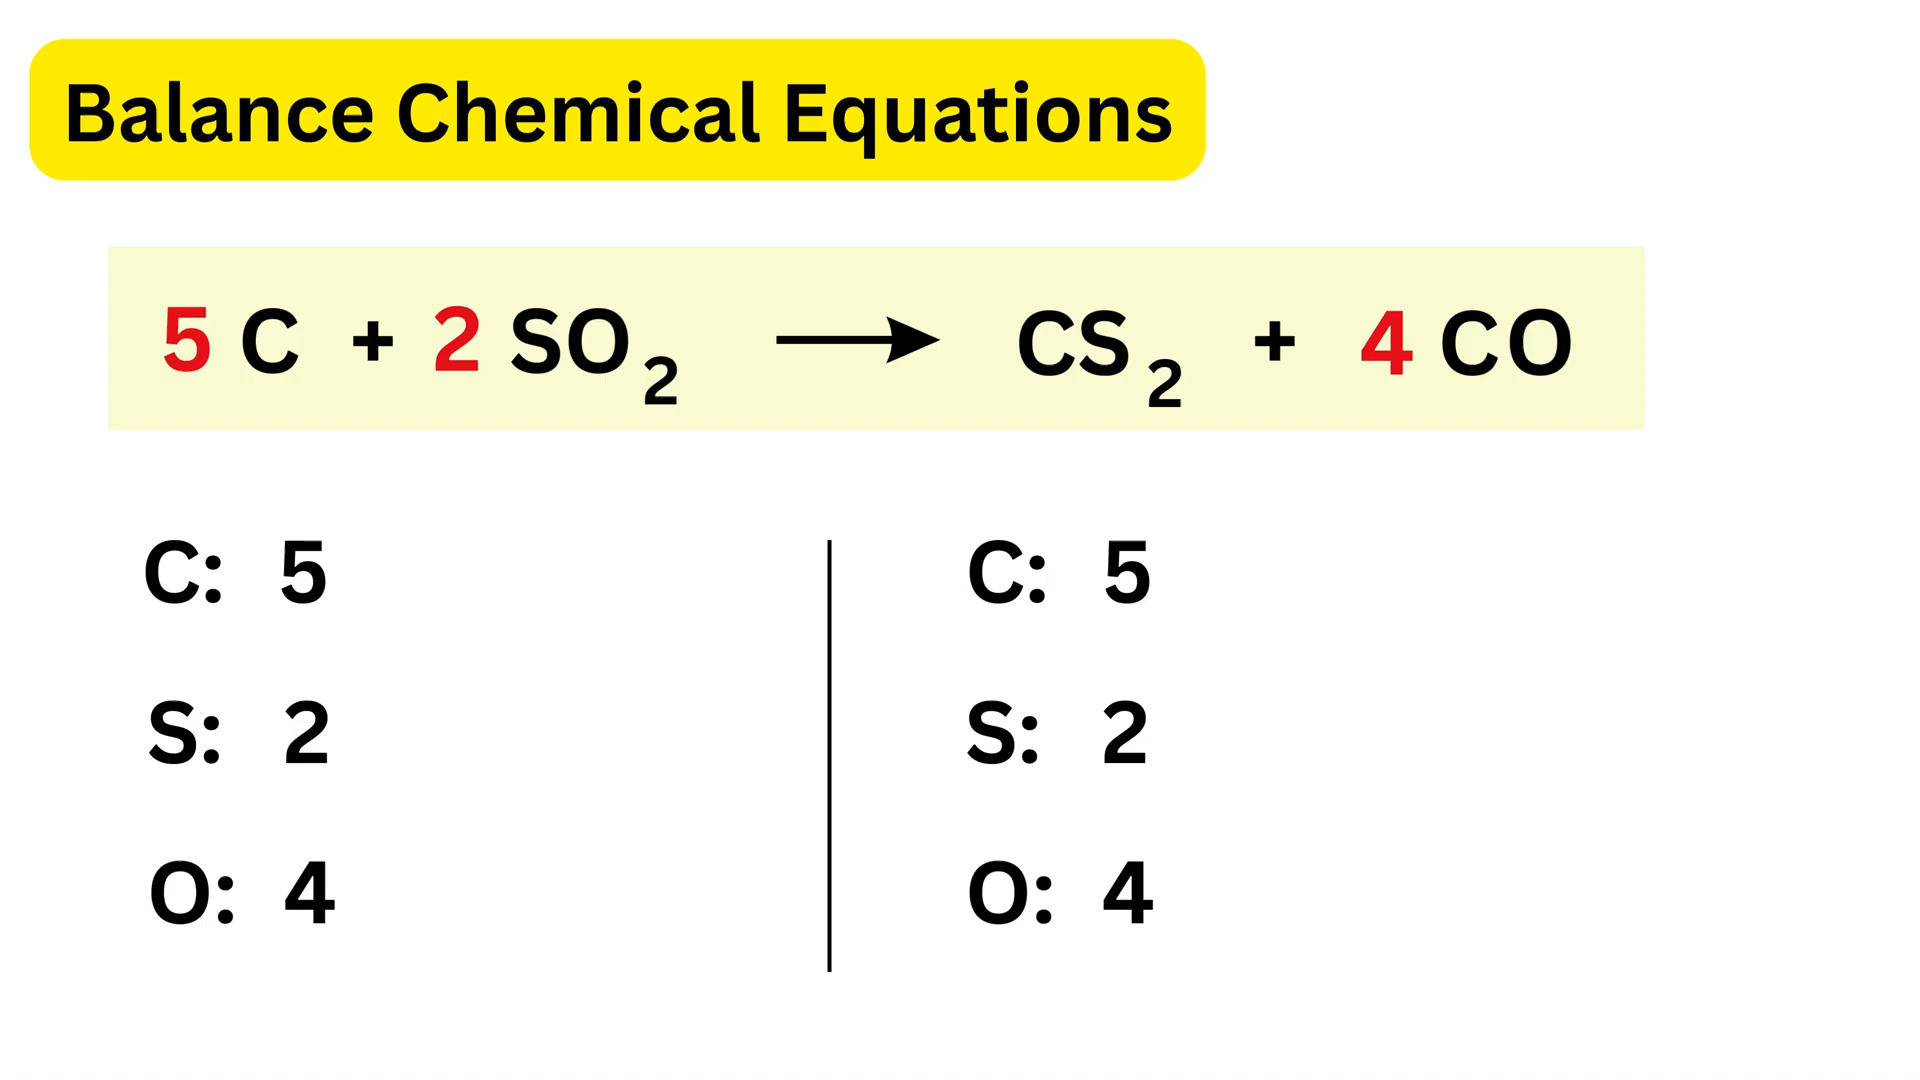 Balance Chemical Equations
5 C + 2 SO₂ ⟶ CS₂ + 4 CO
C: 5 C: 5
S: 2 S: 2
O: 4 O: 4